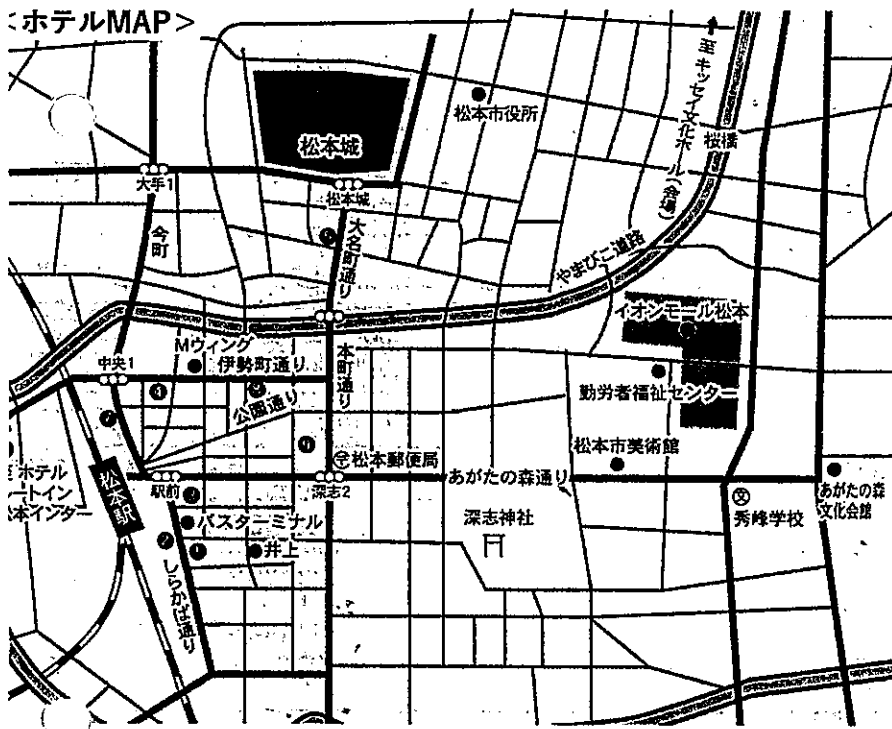 <ホテルMAP>
至 キッセイ文化ホール(会場)
松本市役所
桜橋
松本城
大手1
松本城
今町
大名町通り
やまびこ道路
イオンモール松本
Mウィング
伊勢町通り
本町通り
中央1
公園通り
勤労者福祉センター
松本市美術館
松本郵便局
あがたの森通り
ホテル
ートイン
本インター
松本駅
駅前
深志2
深志神社
文
秀峰学校
あがたの森
文化会館
バスターミナル
井上
しらかば通り